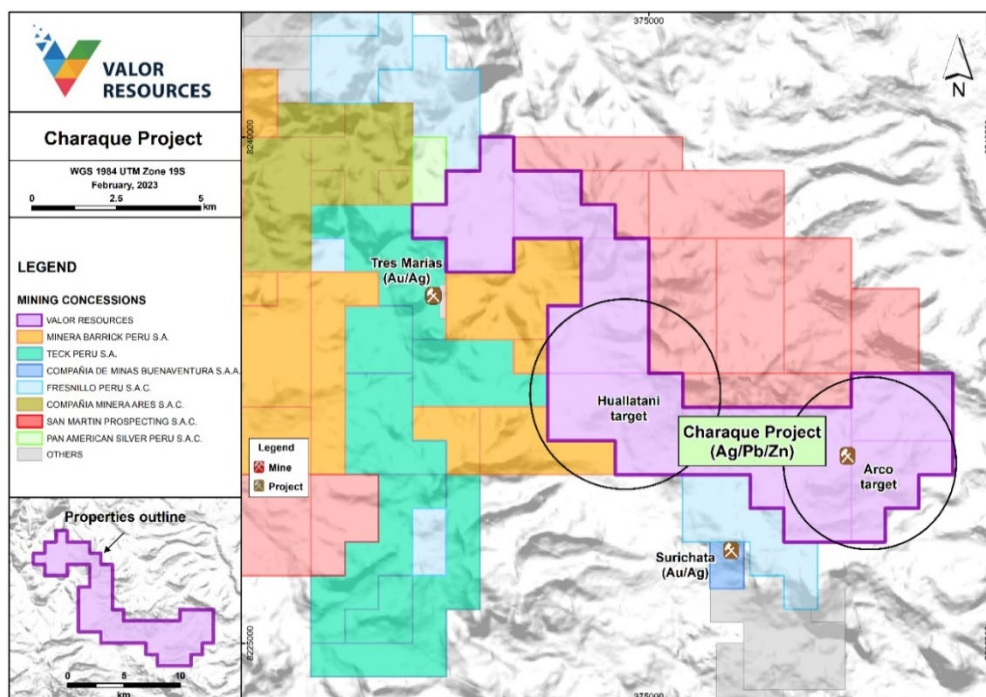 VALOR
RESOURCES
Charaque Project
WGS 1984 UTM Zone 19S
February, 2023
0 2.5 5
km
LEGEND
MINING CONCESSIONS
VALOR RESOURCES
MINERA BARRICK PERU S.A.
TECK PERU S.A.
COMPAÑIA DE MINAS BUENAVENTURA S.A.A.
FRESNILLO PERU S.A.C.
COMPAÑIA MINERA ARES S.A.C.
SAN MARTIN PROSPECTING S.A.C.
PAN AMERICAN SILVER PERU S.A.C.
OTHERS
Properties outline
0 5 10
km
375000
N
8240000
Tres Marias
(Au/Ag)
Huallatani
target
Charaque Project
(Ag/Pb/Zn)
Arco
target
Legend
Mine
Project
Surichata
(Au/Ag)
8225000
375000